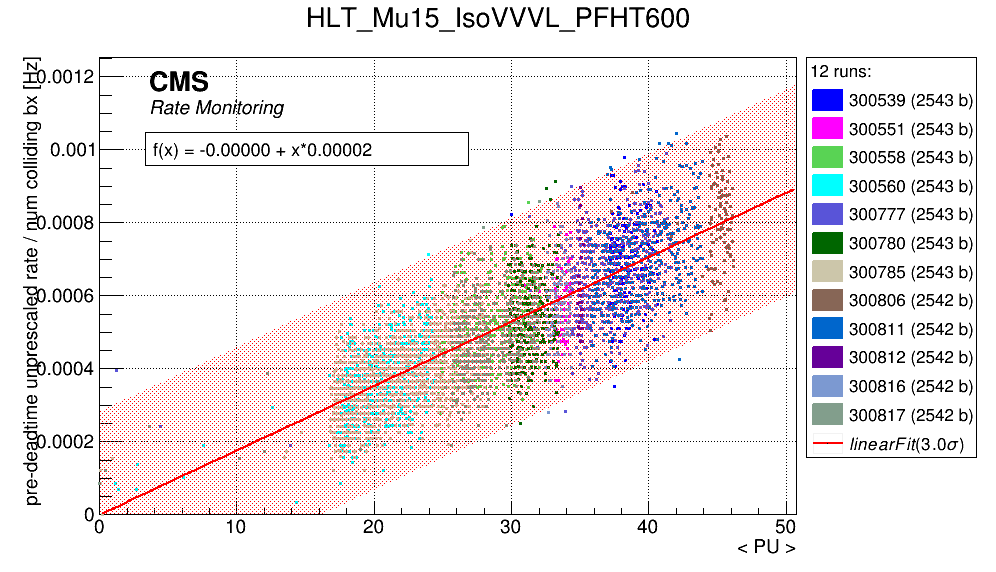 HLT_Mu15_IsoVVVL_PFHT600
pre-deadtime unprescaled rate / num colliding bx [Hz]
0.0012
0.001
0.0008
0.0006
0.0004
0.0002
0
CMS
Rate Monitoring
f(x) = -0.00000 + x*0.00002
0
10
20
30
40
50
< PU >
12 runs:
300539 (2543 b)
300551 (2543 b)
300558 (2543 b)
300560 (2543 b)
300777 (2543 b)
300780 (2543 b)
300785 (2543 b)
300806 (2542 b)
300811 (2542 b)
300812 (2542 b)
300816 (2542 b)
300817 (2542 b)
linearFit(3.0σ)